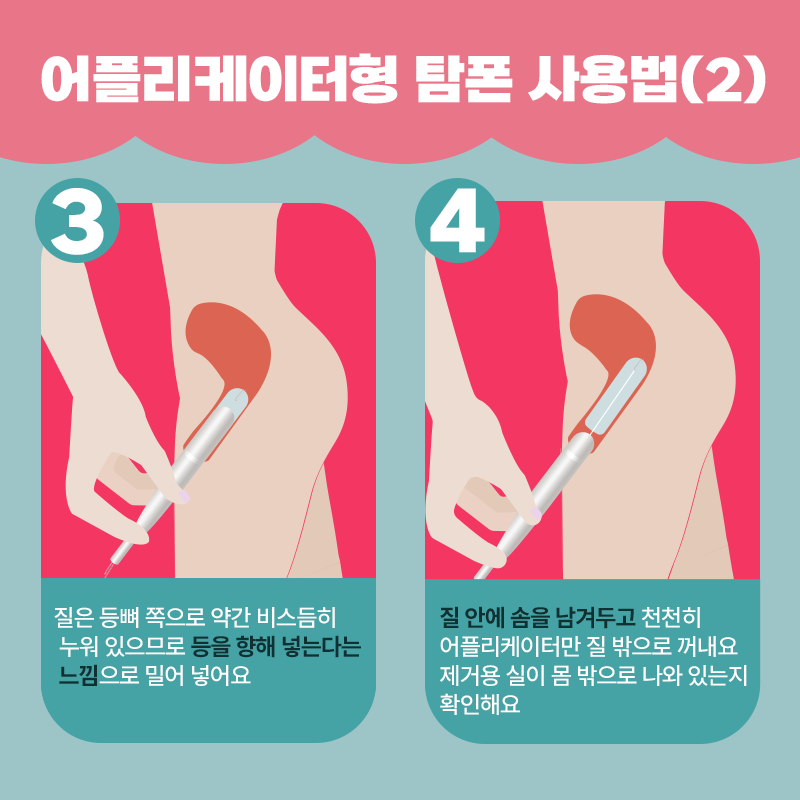 어플리케이터형 탐폰 사용법(2)
3
질은 등뼈 쪽으로 약간 비스듬히
누워 있으므로 등을 향해 넣는다는
느낌으로 밀어 넣어요
4
질 안에 솜을 남겨두고 천천히
어플리케이터만 질 밖으로 꺼내요
제거용 실이 몸 밖으로 나와 있는지
확인해요